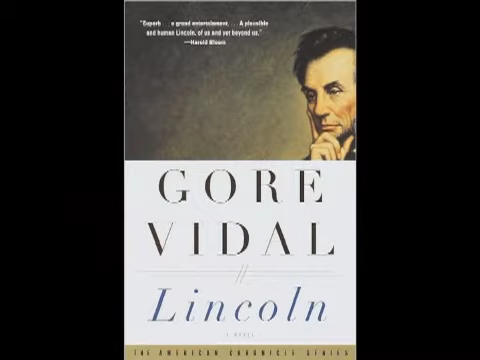 "Superb . . . a grand entertainment. . . . A plausible
and human Lincoln, of us and yet beyond us."
—Harold Bloom
GORE
VIDAL
Lincoln
A NOVEL
THE AMERICAN CHRONICLE SERIES